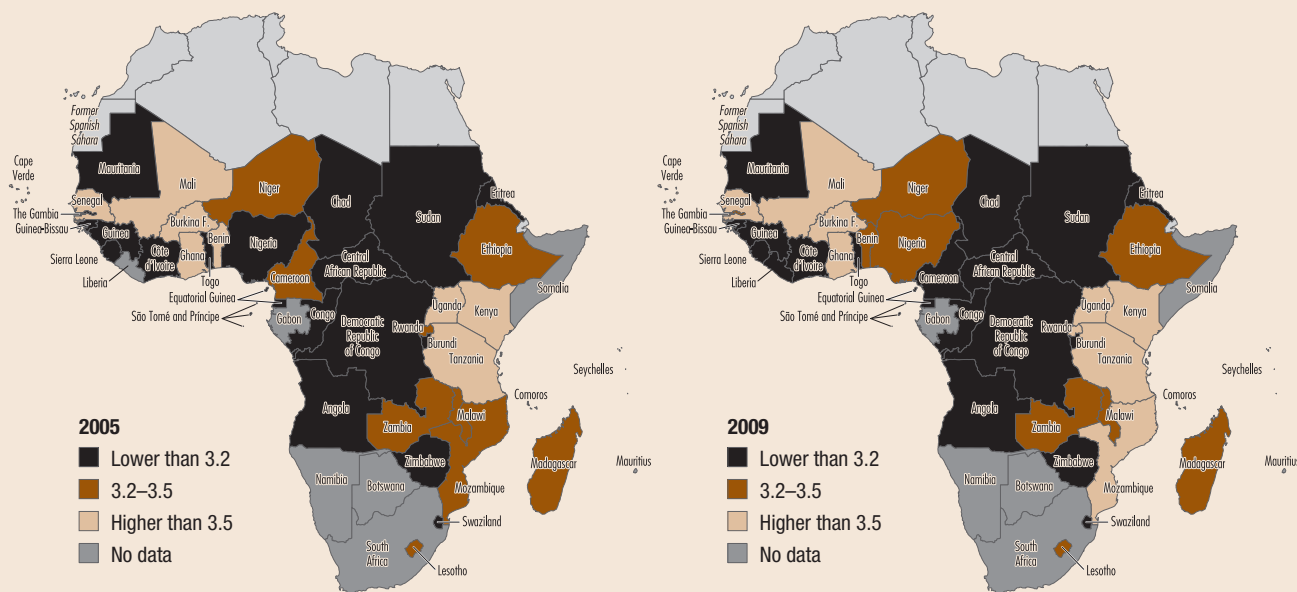 Former
Spanish
Sahara
Cape
Verde
Mauritania
Mali
Niger
Chad
Sudan
Eritrea
Senegal
The Gambia
Guinea-Bissau
Guinea
Burkina F.
Benin
Nigeria
Côte
d'Ivoire
Ghana
Ethiopia
Sierra Leone
Liberia
Togo
Cameroon
Central
African Republic
Equatorial Guinea
São Tomé and Príncipe
Gabon
Congo
Democratic
Republic
of Congo
Uganda
Kenya
Somalia
Rwanda
Burundi
Tanzania
Seychelles
Comoros
Angola
Malawi
Zambia
Zimbabwe
Mozambique
Madagascar
Mauritius
Namibia
Botswana
Swaziland
South
Africa
Lesotho
2005
Lower than 3.2
3.2–3.5
Higher than 3.5
No data
Former
Spanish
Sahara
Cape
Verde
Mauritania
Mali
Niger
Chad
Sudan
Eritrea
Senegal
The Gambia
Guinea-Bissau
Guinea
Burkina F.
Benin
Nigeria
Côte
d'Ivoire
Ghana
Ethiopia
Sierra Leone
Liberia
Togo
Cameroon
Central
African Republic
Equatorial Guinea
São Tomé and Príncipe
Gabon
Congo
Democratic
Republic
of Congo
Uganda
Kenya
Somalia
Rwanda
Burundi
Tanzania
Seychelles
Comoros
Angola
Malawi
Zambia
Zimbabwe
Mozambique
Madagascar
Mauritius
Namibia
Botswana
Swaziland
South
Africa
Lesotho
2009
Lower than 3.2
3.2–3.5
Higher than 3.5
No data